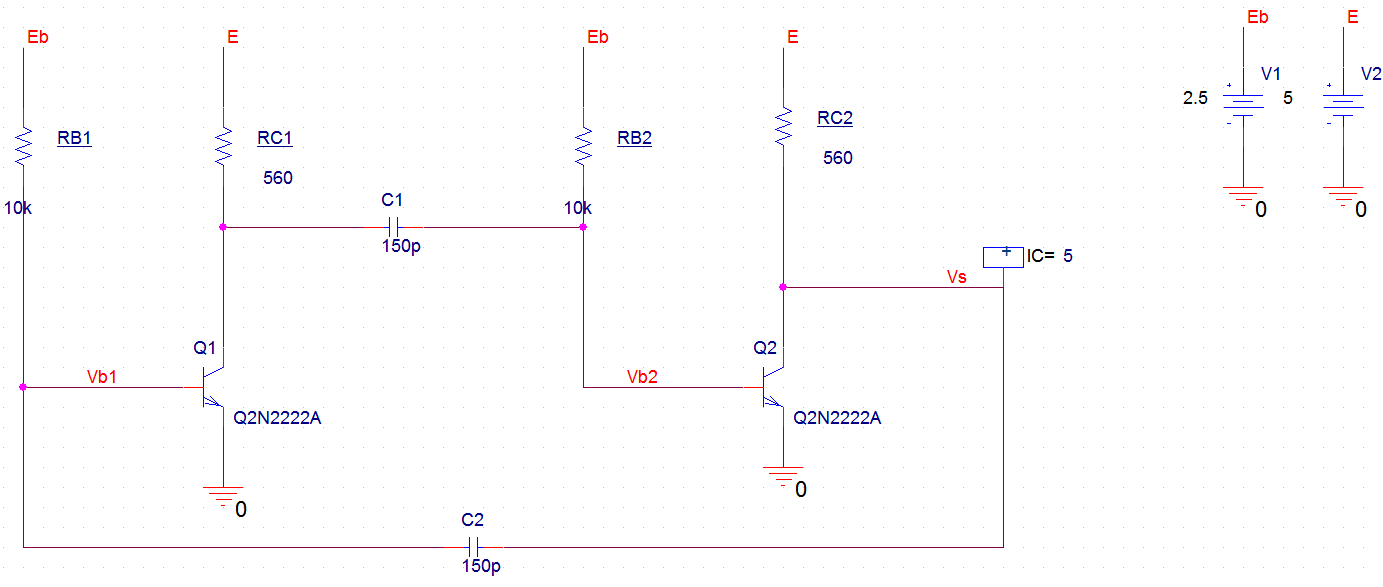 Eb
E
Eb
E
Eb
E
RB1
RC1
560
RB2
RC2
560
2.5
V1
5
V2
+
-
+
-
0
0
10k
C1
150p
10k
+
IC= 5
Vs
Q1
Vb1
Q2N2222A
Q2
Vb2
Q2N2222A
0
0
C2
150p